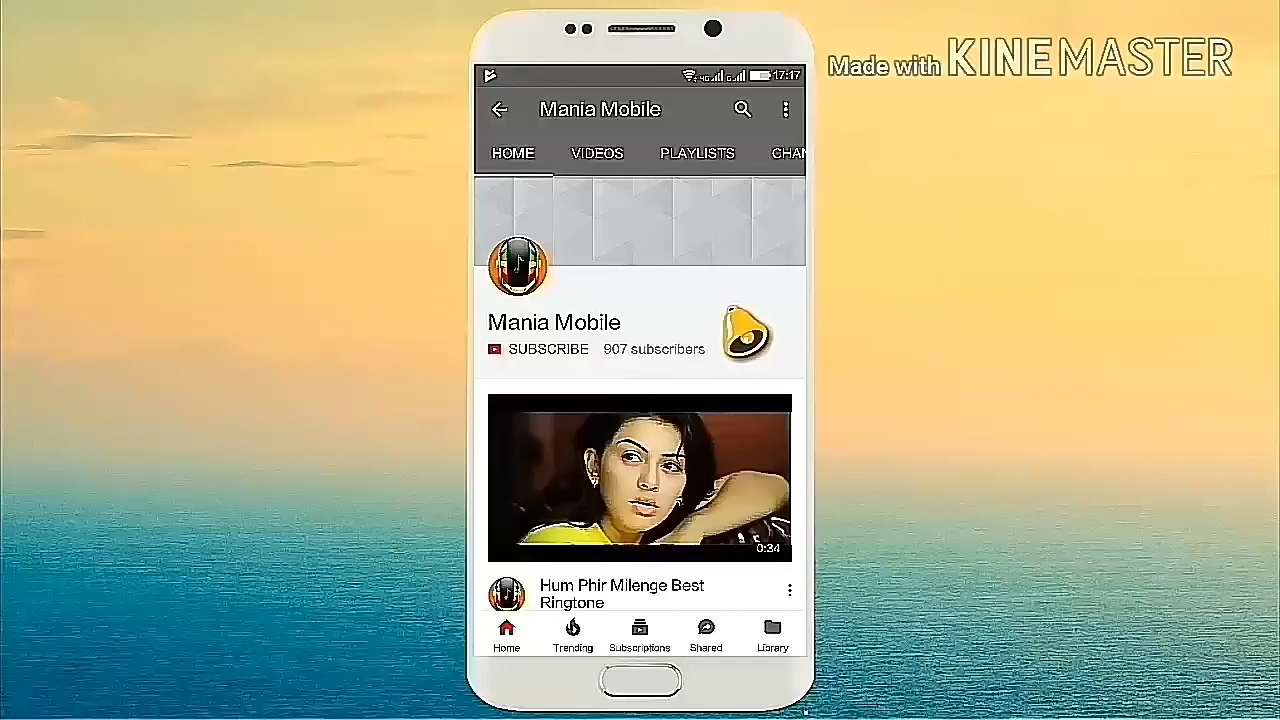 Made with KINEMASTER
17:17
Mania Mobile
HOME VIDEOS PLAYLISTS CHAN
Mania Mobile
SUBSCRIBE 907 subscribers
0:34
Hum Phir Milenge Best
Ringtone
Home Trending Subscriptions Shared Library